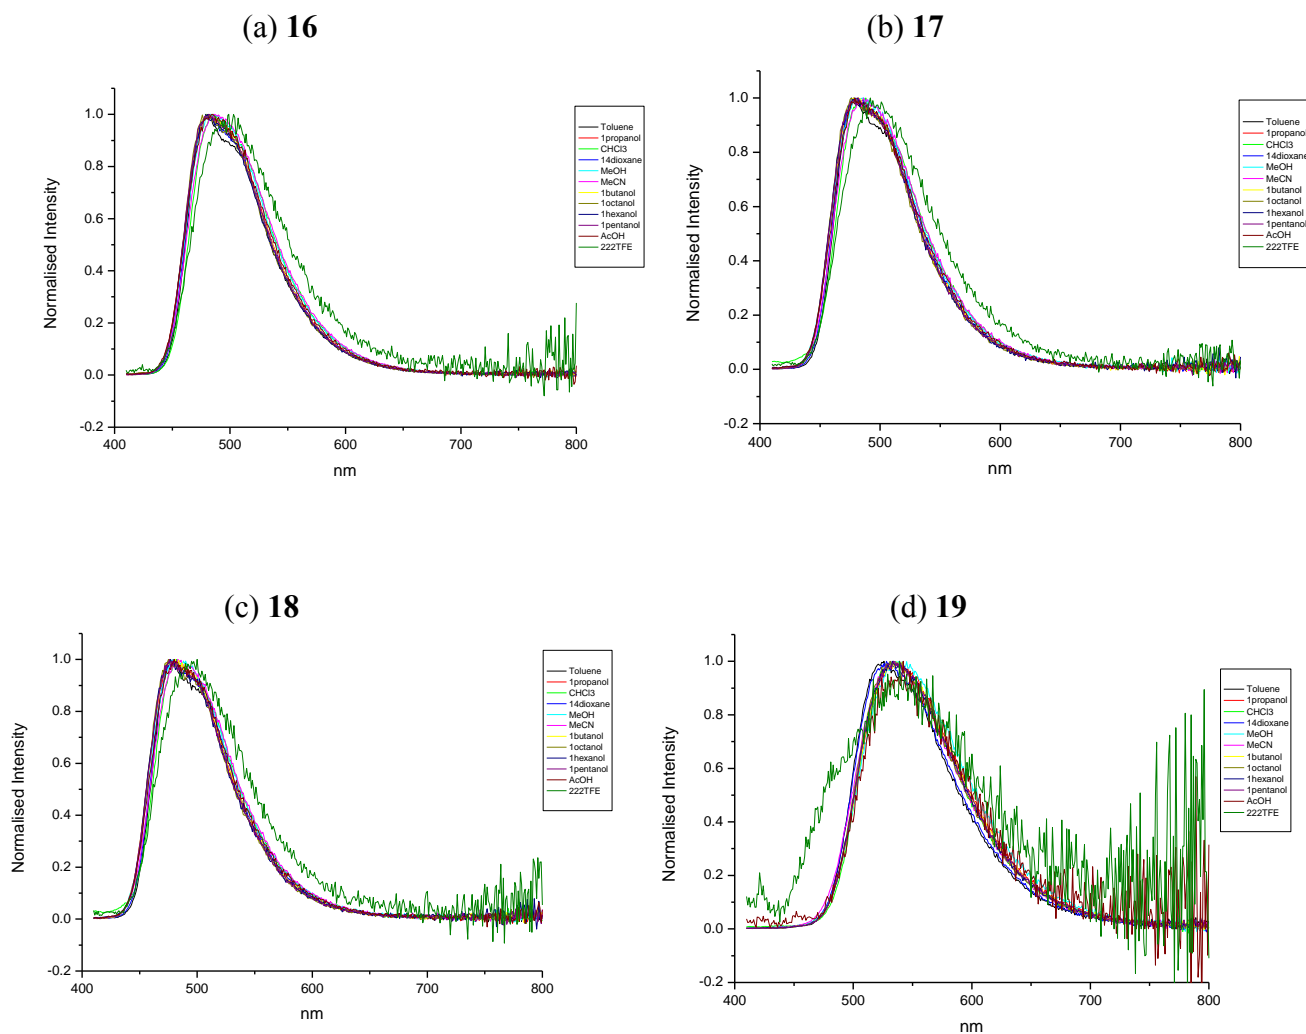 (a) 16
1.0
0.8
0.6
0.4
0.2
0.0
-0.2
400
500
600
700
800
nm
Normalised Intensity
Toluene
1propanol
CHCl3
14dioxane
MeOH
MeCN
1butanol
1octanol
1hexanol
1pentanol
AcOH
222TFE
(b) 17
1.0
0.8
0.6
0.4
0.2
0.0
-0.2
400
500
600
700
800
nm
Normalised Intensity
Toluene
1propanol
CHCl3
14dioxane
MeOH
MeCN
1butanol
1octanol
1hexanol
1pentanol
AcOH
222TFE
(c) 18
1.0
0.8
0.6
0.4
0.2
0.0
-0.2
400
500
600
700
800
nm
Normalised Intensity
Toluene
1propanol
CHCl3
14dioxane
MeOH
MeCN
1butanol
1octanol
1hexanol
1pentanol
AcOH
222TFE
(d) 19
1.0
0.8
0.6
0.4
0.2
0.0
-0.2
400
500
600
700
800
nm
Normalised Intensity
Toluene
1propanol
CHCl3
14dioxane
MeOH
MeCN
1butanol
1octanol
1hexanol
1pentanol
AcOH
222TFE